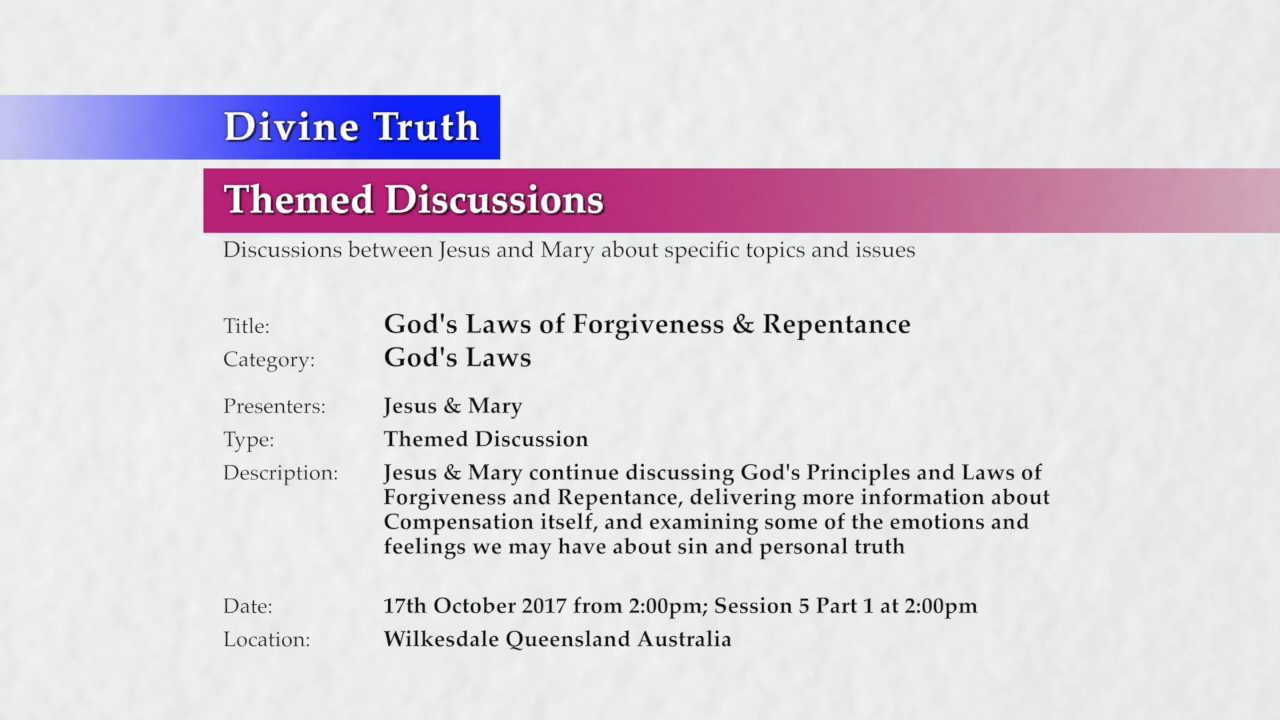 Divine Truth
Themed Discussions
Discussions between Jesus and Mary about specific topics and issues
Title: God's Laws of Forgiveness & Repentance
Category: God's Laws
Presenters: Jesus & Mary
Type: Themed Discussion
Description: Jesus & Mary continue discussing God's Principles and Laws of
Forgiveness and Repentance, delivering more information about
Compensation itself, and examining some of the emotions and
feelings we may have about sin and personal truth
Date: 17th October 2017 from 2:00pm; Session 5 Part 1 at 2:00pm
Location: Wilkesdale Queensland Australia